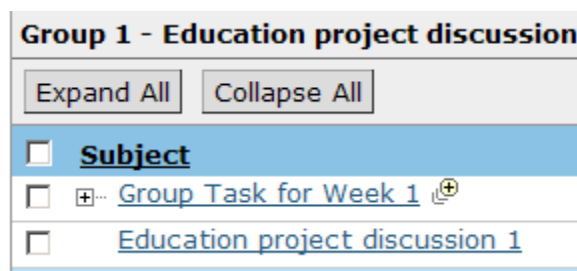 Group 1 - Education project discussion
Expand All Collapse All
Subject
Group Task for Week 1
Education project discussion 1